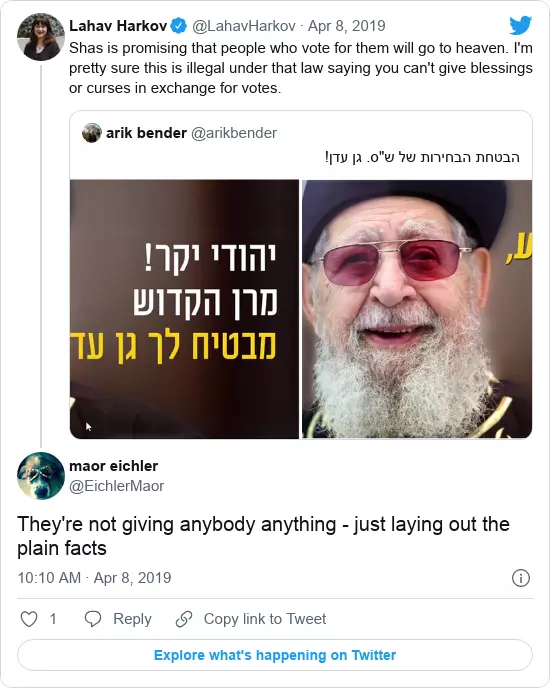 Lahav Harkov @LahavHarkov · Apr 8, 2019
Shas is promising that people who vote for them will go to heaven. I'm
pretty sure this is illegal under that law saying you can't give blessings
or curses in exchange for votes.
arik bender @arikbender
הבטחת הבחירות של ש"ס. גן עדן!
יהודי יקר!
מרן הקדוש
מבטיח לך גן עד
ע,
maor eichler
@EichlerMaor
They're not giving anybody anything - just laying out the
plain facts
10:10 AM · Apr 8, 2019
1 Reply Copy link to Tweet
Explore what's happening on Twitter